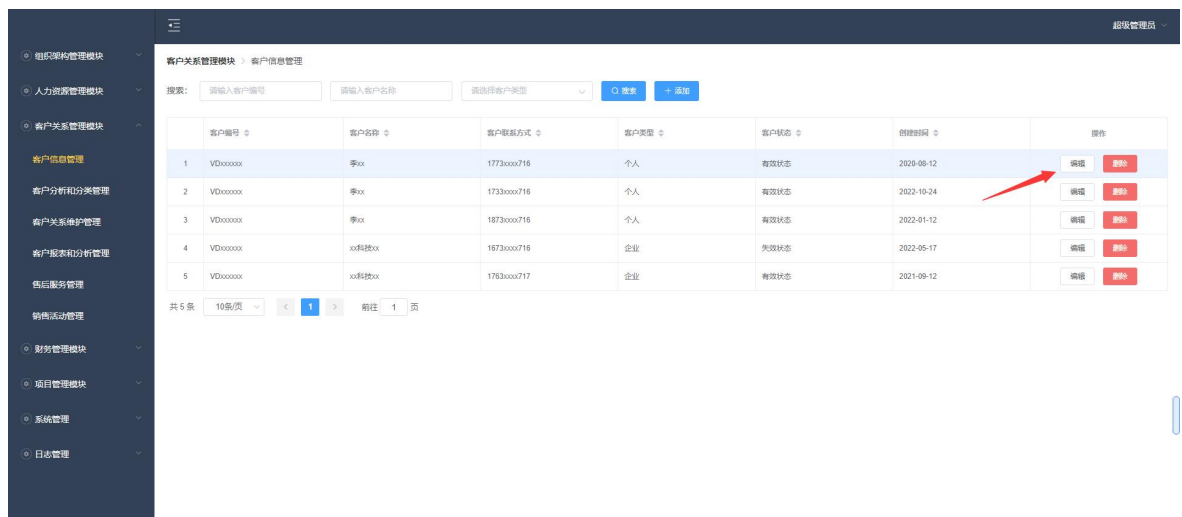 超级管理员
组织架构管理模块
人力资源管理模块
客户关系管理模块
客户信息管理
客户分析和分类管理
客户关系维护管理
客户报表和分析管理
售后服务管理
销售活动管理
财务管理模块
项目管理模块
系统管理
日志管理
客户关系管理模块 > 客户信息管理
搜索: 请输入客户编号 请输入客户名称 请选择客户类型 搜索 + 添加
客户编号 客户名称 客户联系方式 客户类型 客户状态 创建时间 操作
1 VDxxxxxx 季xx 1773xxxx716 个人 有效状态 2020-08-12 编辑 删除
2 VDxxxxxx 季xx 1733xxxx716 个人 有效状态 2022-10-24 编辑 删除
3 VDxxxxxx 季xx 1873xxxx716 个人 有效状态 2022-01-12 编辑 删除
4 VDxxxxxx xx科技xx 1673xxxx716 企业 失效状态 2022-05-17 编辑 删除
5 VDxxxxxx xx科技xx 1763xxxx717 企业 有效状态 2021-09-12 编辑 删除
共 5 条 10条/页 < 1 > 前往 1 页